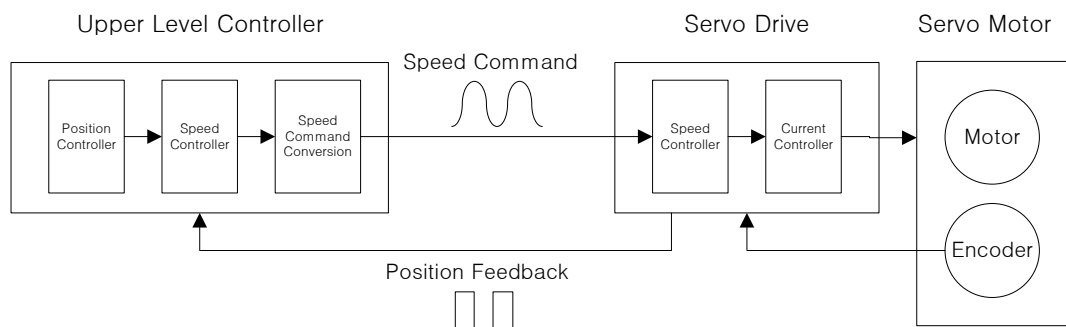 Upper Level Controller
Servo Drive
Servo Motor
Speed Command
Position
Controller
Speed
Controller
Speed
Command
Conversion
Speed
Controller
Current
Controller
Motor
Encoder
Position Feedback